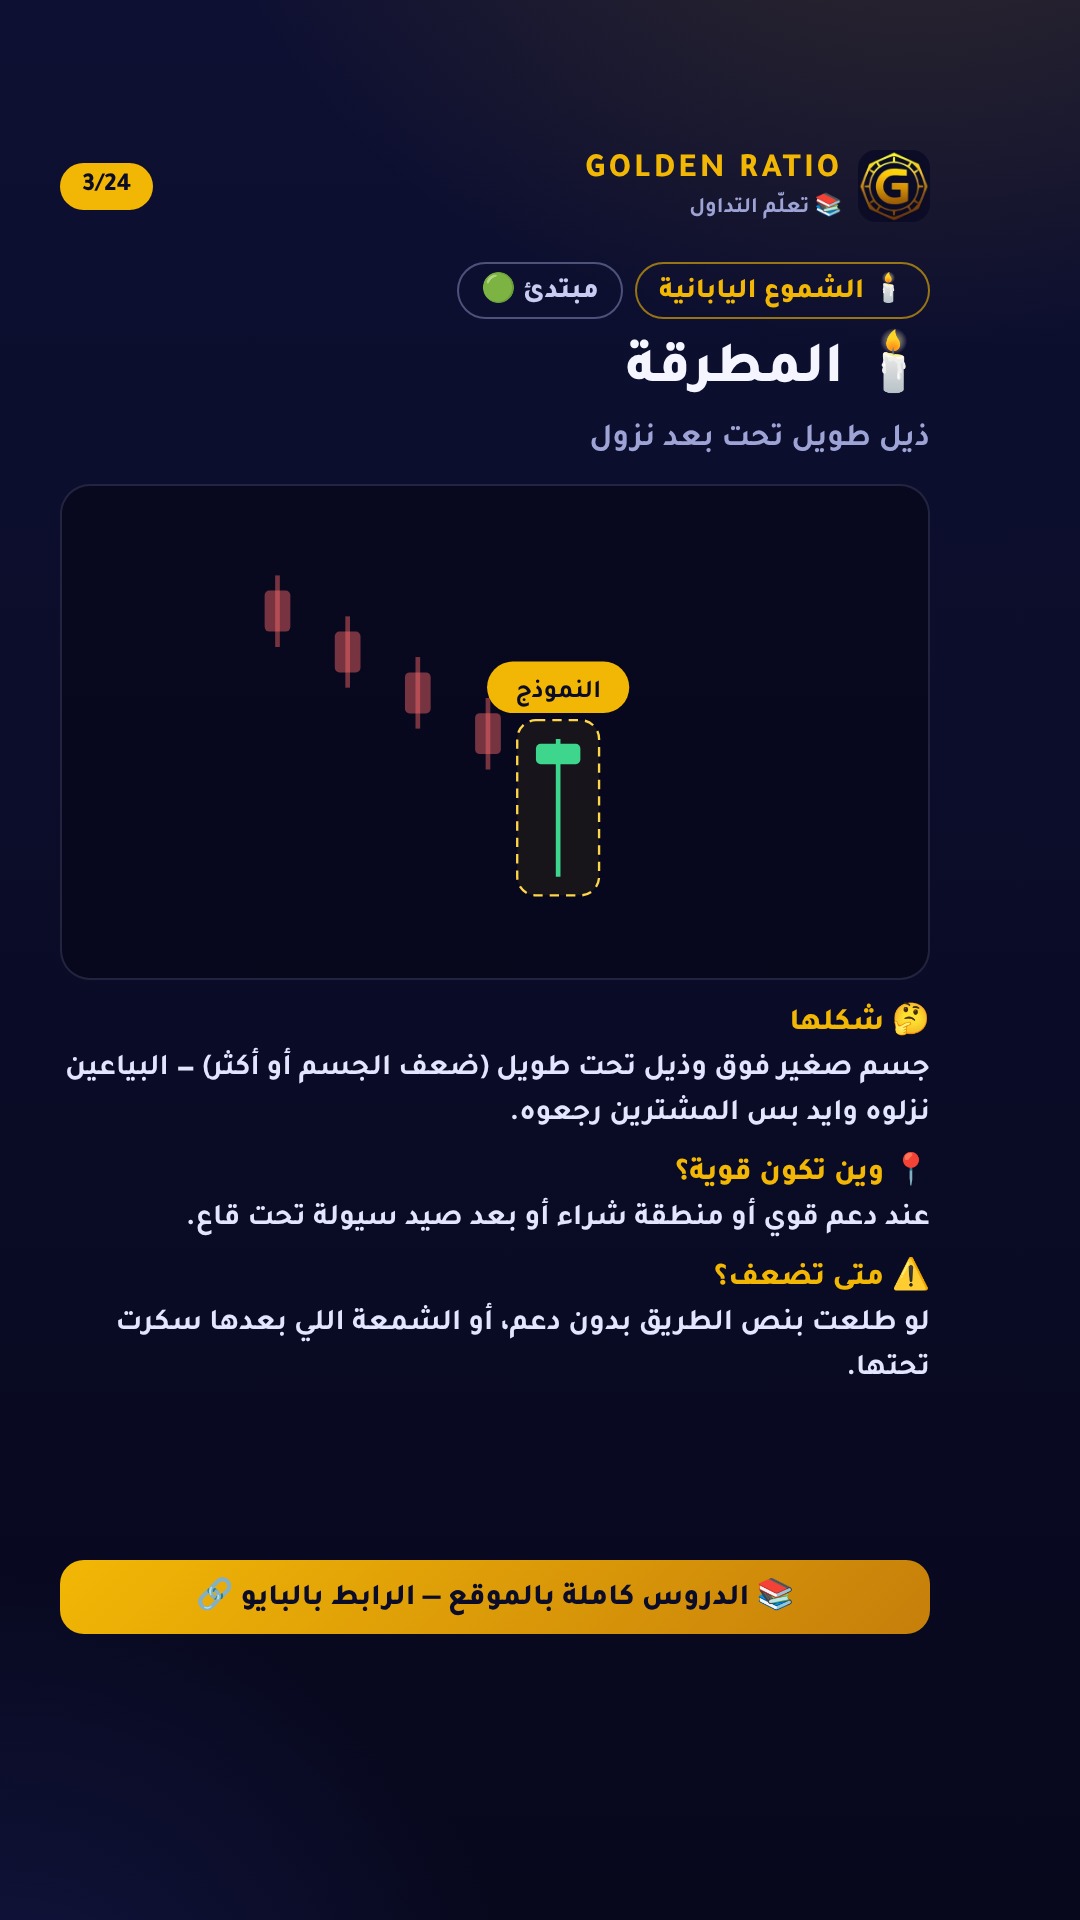 GOLDEN RATIO
📚 تعلّم التداول
3/24
🕯️ الشموع اليابانية
مبتدئ 🟢
🕯️ المطرقة
ذيل طويل تحت بعد نزول
النموذج
🤔 شكلها
جسم صغير فوق وذيل تحت طويل (ضعف الجسم أو أكثر) – البياعين
نزلوه وايد بس المشترين رجعوه.
📍 وين تكون قوية؟
عند دعم قوي أو منطقة شراء أو بعد صيد سيولة تحت قاع.
⚠️ متى تضعف؟
لو طلعت بنص الطريق بدون دعم، أو الشمعة اللي بعدها سكرت
تحتها.
📚 الدروس كاملة بالموقع – الرابط بالبايو 🔗